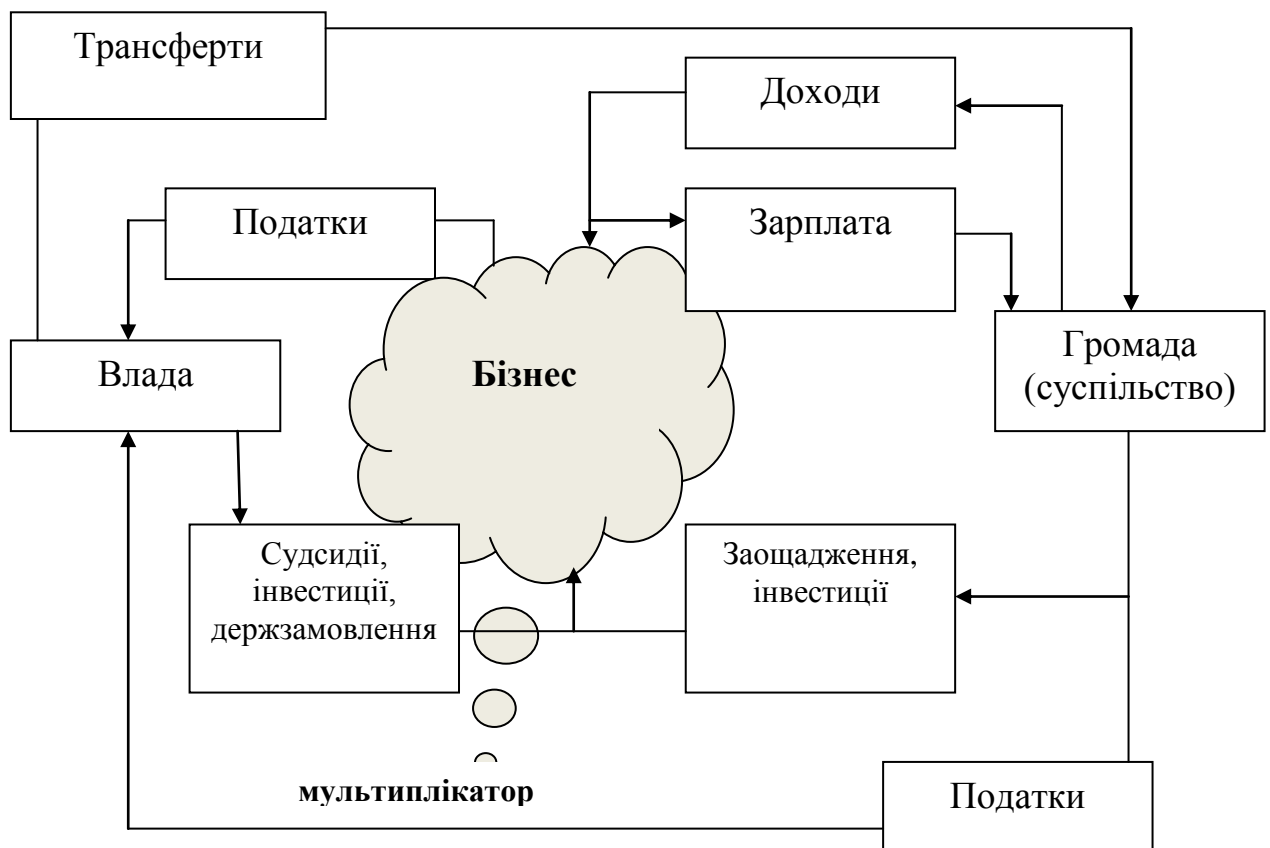 Трансферти
Доходи
Податки
Зарплата
Влада
Бізнес
Громада
(суспільство)
Судсидії,
інвестиції,
держзамовлення
Заощадження,
інвестиції
мультиплікатор
Податки